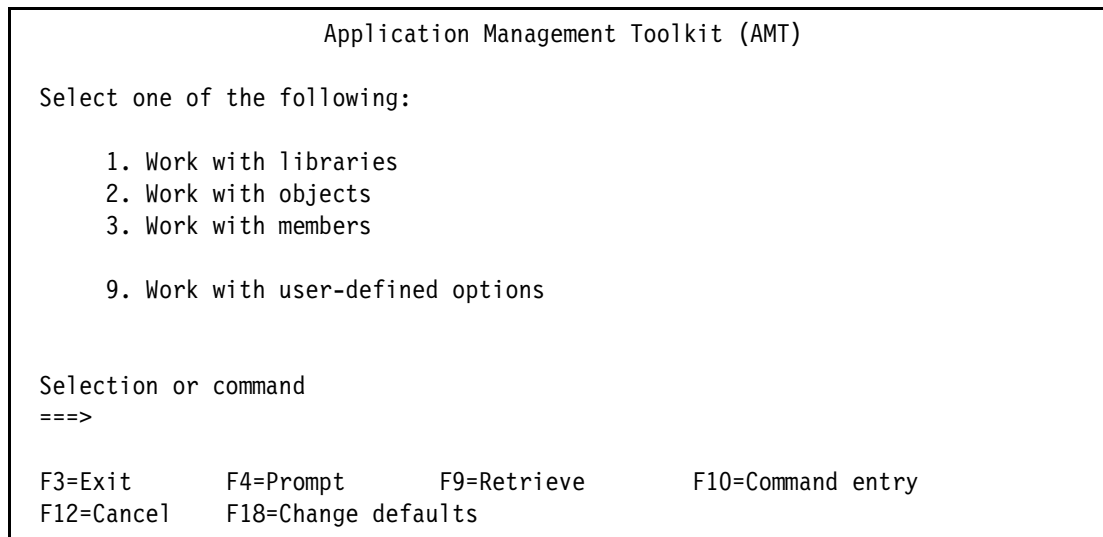 Application Management Toolkit (AMT)
Select one of the following:
1. Work with libraries
2. Work with objects
3. Work with members
9. Work with user-defined options
Selection or command
===>
F3=Exit F4=Prompt F9=Retrieve F10=Command entry
F12=Cancel F18=Change defaults